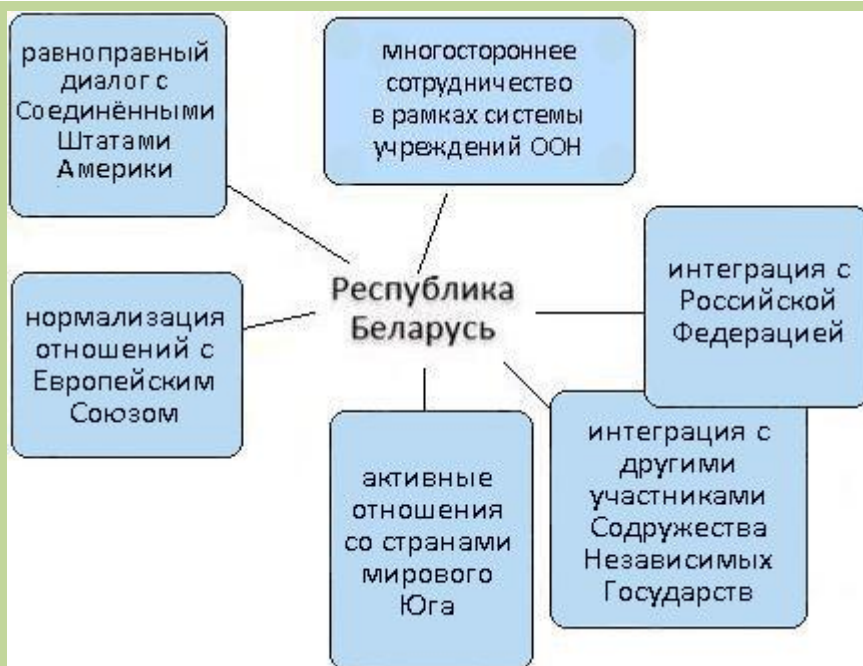 равноправный
диалог с
Соединёнными
Штатами
Америки
многостороннее
сотрудничество
в рамках системы
учреждений ООН
Республика
Беларусь
интеграция с
Российской
Федерацией
нормализация
отношений с
Европейским
Союзом
активные
отношения
со странами
мирового
Юга
интеграция с
другими
участниками
Содружества
Независимых
Государств